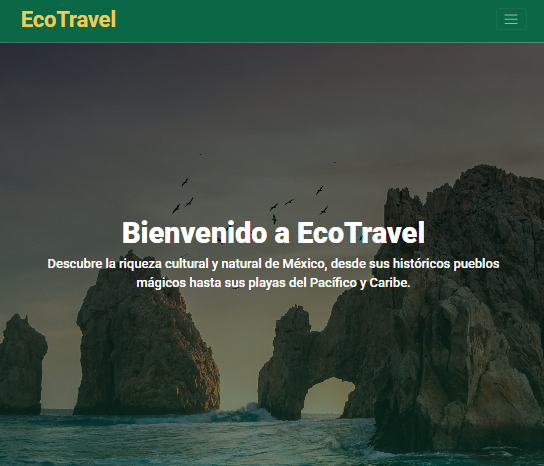 EcoTravel
Bienvenido a EcoTravel
Descubre la riqueza cultural y natural de México, desde sus históricos pueblos
mágicos hasta sus playas del Pacífico y Caribe.